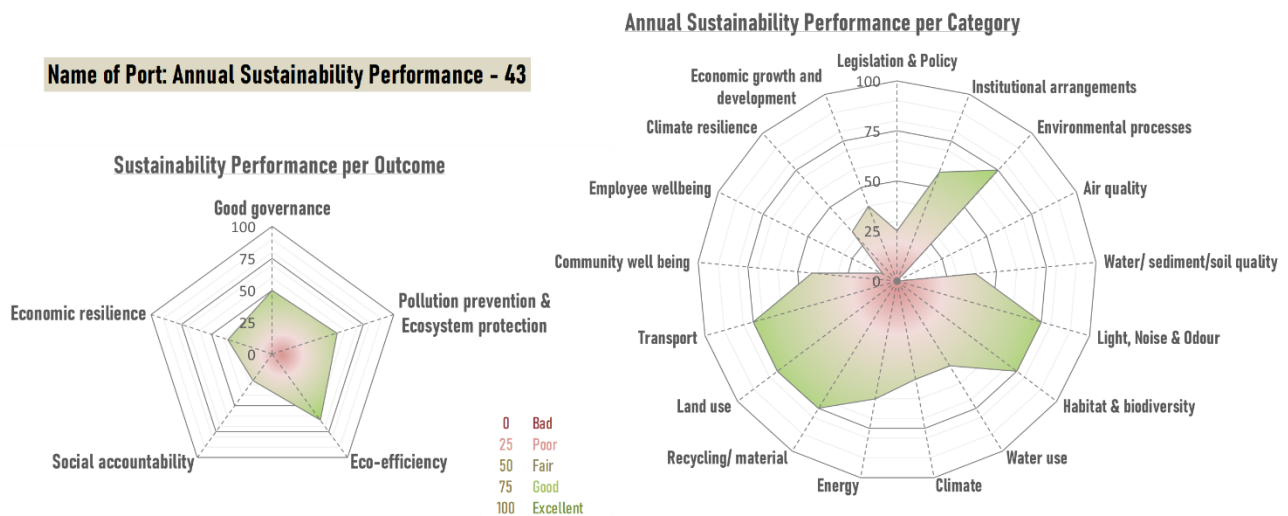 Name of Port: Annual Sustainability Performance - 43
Sustainability Performance per Outcome
Good governance
100
75
50
25
0
Economic resilience
Pollution prevention &
Ecosystem protection
Social accountability
Eco-efficiency
0 Bad
25 Poor
50 Fair
75 Good
100 Excellent
Annual Sustainability Performance per Category
Legislation & Policy
100
75
50
25
0
Institutional arrangements
Environmental processes
Air quality
Water/ sediment/soil quality
Light, Noise & Odour
Habitat & biodiversity
Water use
Climate
Energy
Recycling/ material
Land use
Transport
Community well being
Employee wellbeing
Climate resilience
Economic growth and
development